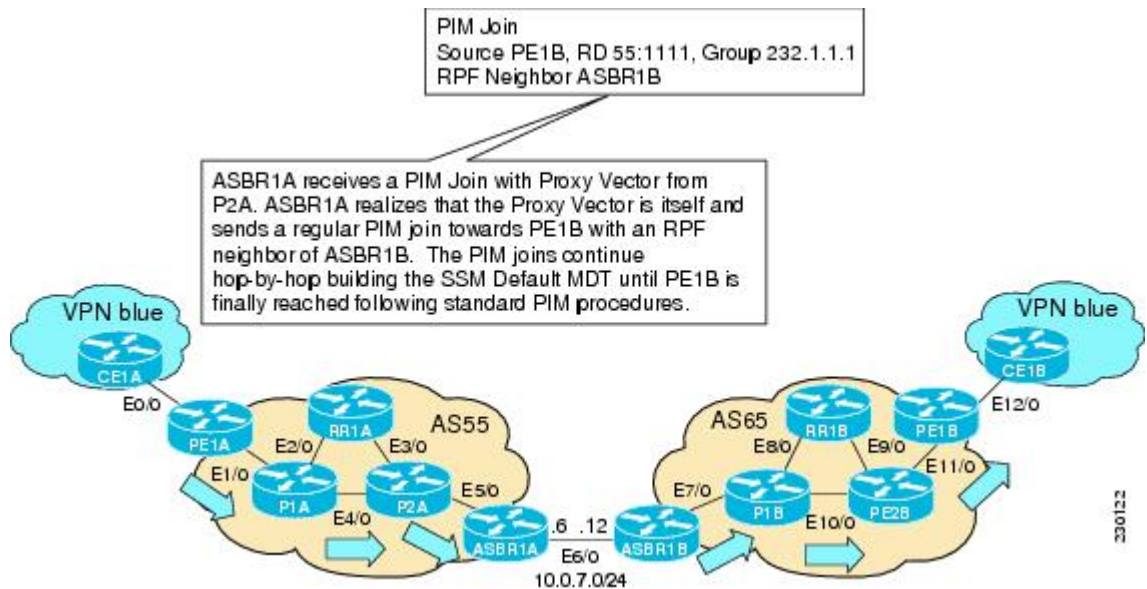 PIM Join
Source PE1B, RD 55:1111, Group 232.1.1.1
RPF Neighbor ASBR1B
ASBR1A receives a PIM Join with Proxy Vector from
P2A. ASBR1A realizes that the Proxy Vector is itself and
sends a regular PIM join towards PE1B with an RPF
neighbor of ASBR1B. The PIM joins continue
hop-by-hop building the SSM Default MDT until PE1B is
finally reached following standard PIM procedures.
VPN blue
CE1A
E0/0
PE1A
E1/0
E2/0
RR1A
E3/0
AS55
P1A
E4/0
P2A
E5/0
ASBR1A
.6 .12
E6/0
10.0.7.0/24
ASBR1B
E7/0
AS65
E8/0
RR1B
E9/0
PE1B
P1B
E10/0
PE2B
E11/0
VPN blue
CE1B
E12/0
230122